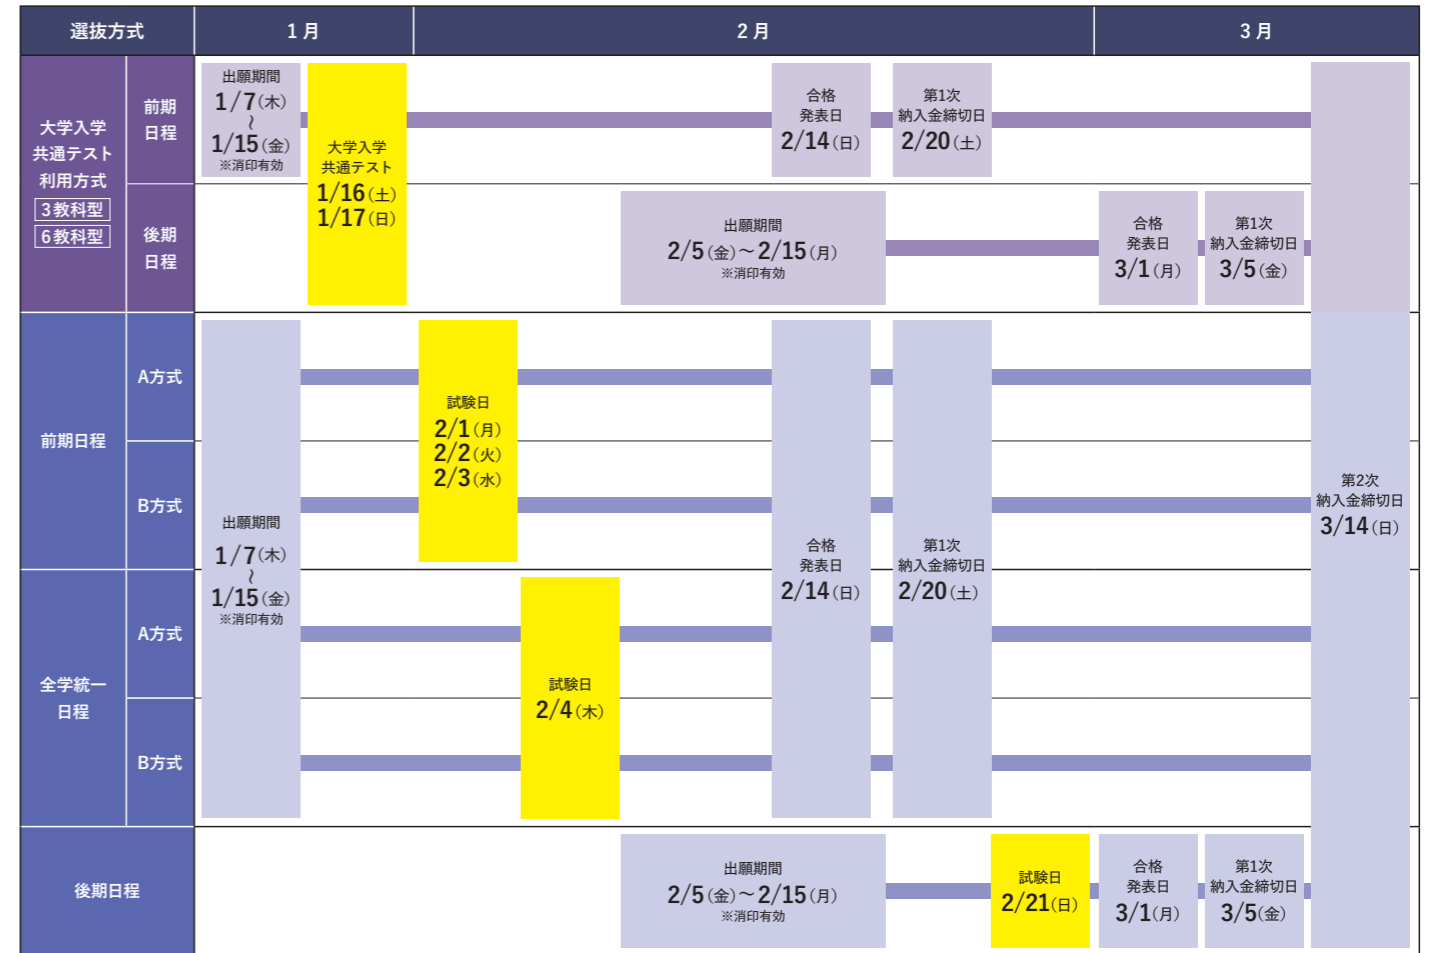 選抜方式
1月
2月
3月
大学入学
共通テスト
利用方式
3教科型
6教科型
前期
日程
出願期間
1/7(木)
〜
1/15(金)
※消印有効
大学入学
共通テスト
1/16(土)
1/17(日)
合格
発表日
2/14(日)
第1次
納入金締切日
2/20(土)
後期
日程
出願期間
2/5(金)〜2/15(月)
※消印有効
合格
発表日
3/1(月)
第1次
納入金締切日
3/5(金)
前期日程
A方式
B方式
試験日
2/1(月)
2/2(火)
2/3(水)
出願期間
1/7(木)
〜
1/15(金)
※消印有効
合格
発表日
2/14(日)
第1次
納入金締切日
2/20(土)
第2次
納入金締切日
3/14(日)
全学統一
日程
A方式
B方式
試験日
2/4(木)
後期日程
出願期間
2/5(金)〜2/15(月)
※消印有効
試験日
2/21(日)
合格
発表日
3/1(月)
第1次
納入金締切日
3/5(金)